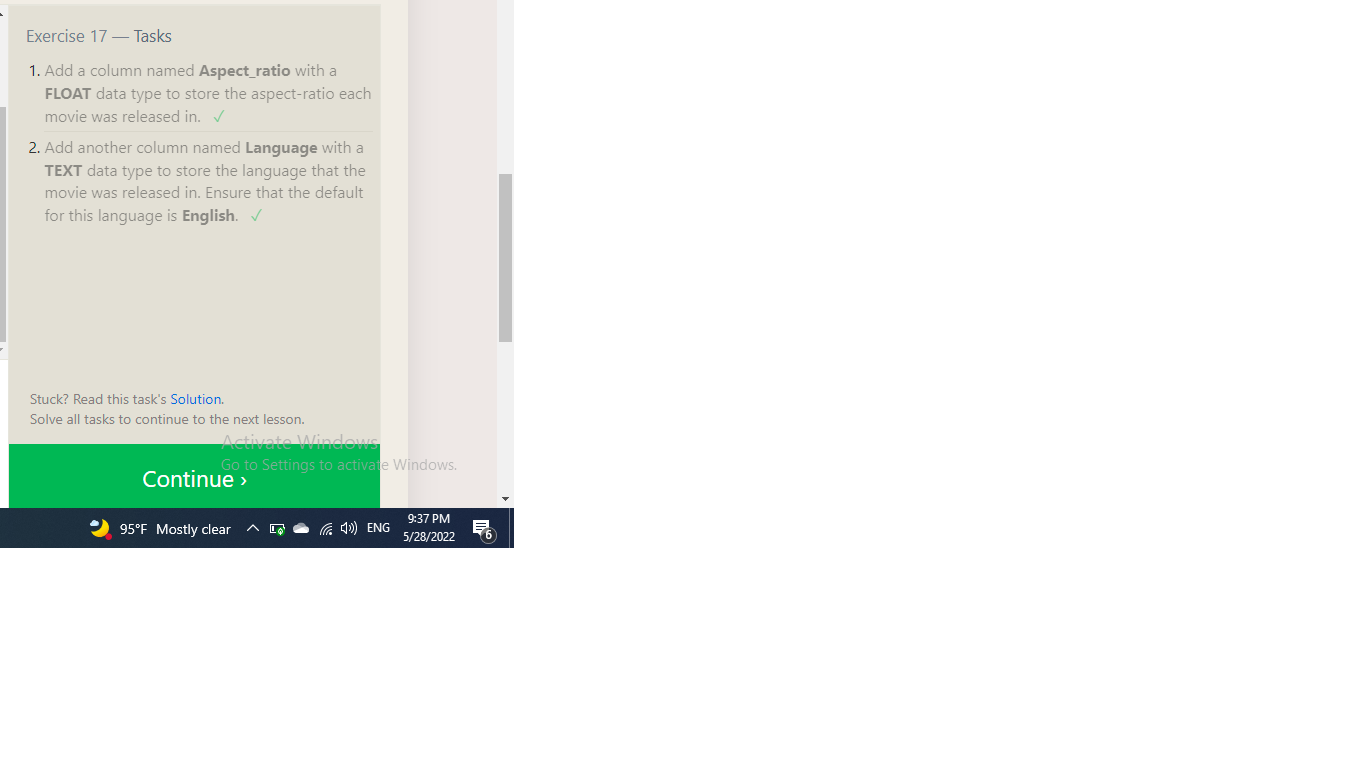 Exercise 17 — Tasks
1. Add a column named Aspect_ratio with a
FLOAT data type to store the aspect-ratio each
movie was released in. ✓
2. Add another column named Language with a
TEXT data type to store the language that the
movie was released in. Ensure that the default
for this language is English. ✓
Stuck? Read this task's Solution.
Solve all tasks to continue to the next lesson.
Activate Windows
Go to Settings to activate Windows.
Continue ›
95°F Mostly clear
ENG
9:37 PM
5/28/2022
6